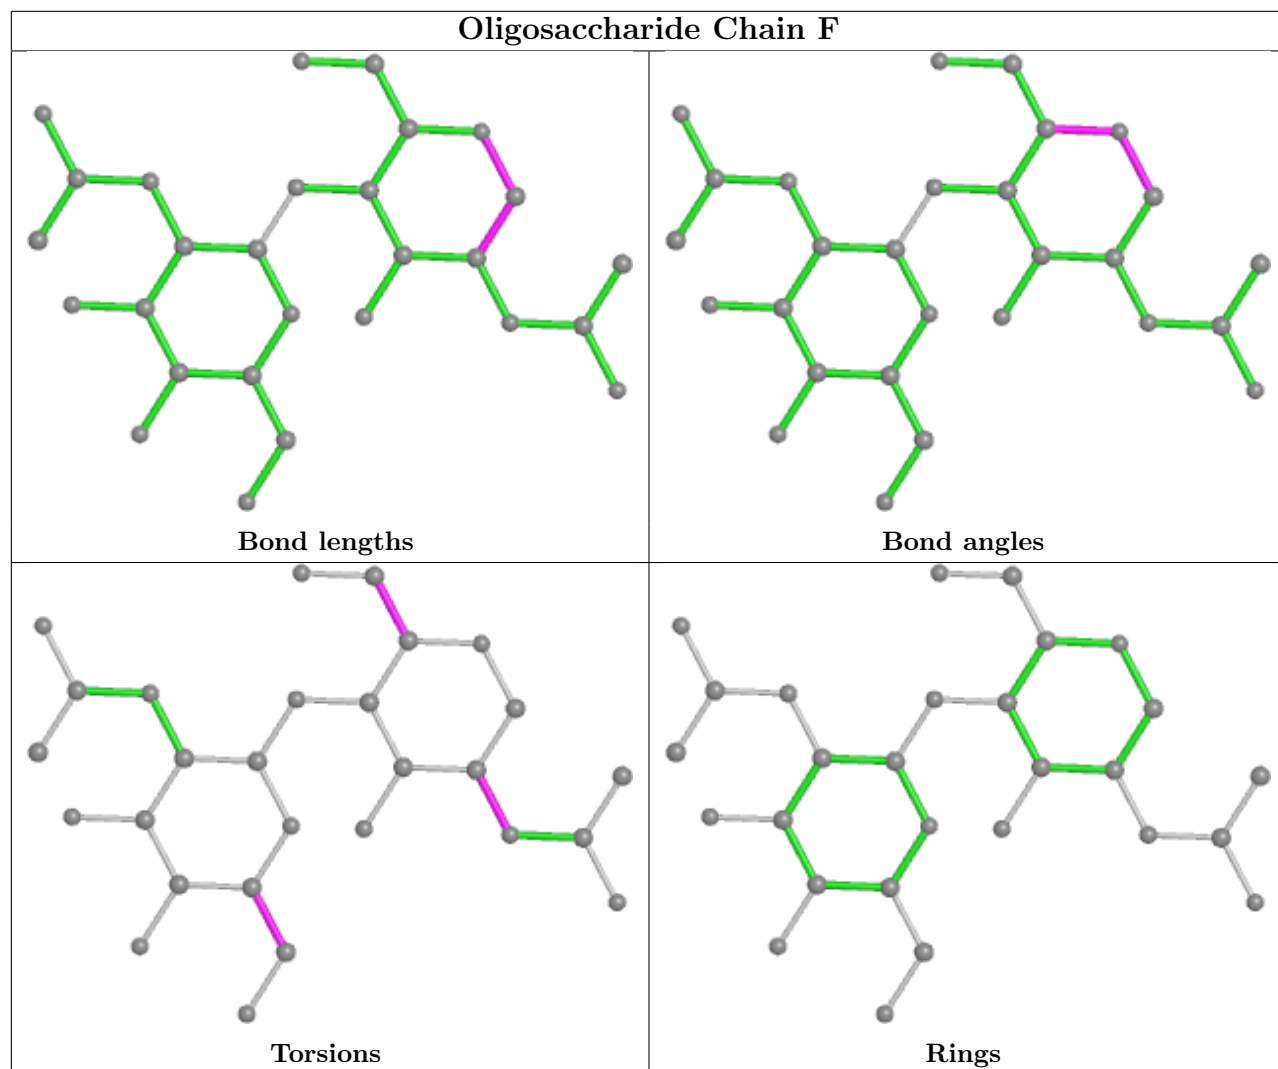 Oligosaccharide Chain F
Bond lengths
Bond angles
Torsions
Rings